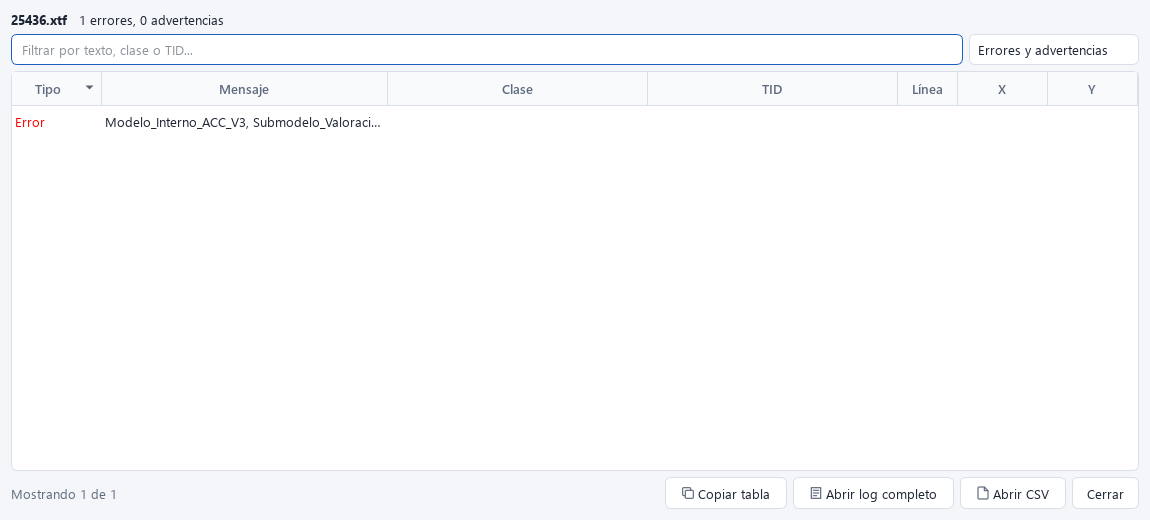 25436.xtf 1 errores, 0 advertencias
Filtrar por texto, clase o TID... Errores y advertencias
Tipo Mensaje Clase TID Línea X Y
Error Modelo_Interno_ACC_V3, Submodelo_Valoraci...
Mostrando 1 de 1 Copiar tabla Abrir log completo Abrir CSV Cerrar